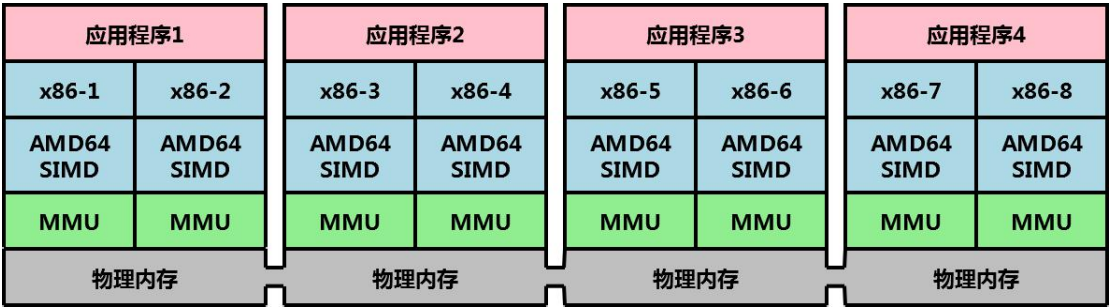 应用程序1 应用程序2 应用程序3 应用程序4
x86-1 x86-2 x86-3 x86-4 x86-5 x86-6 x86-7 x86-8
AMD64 AMD64 AMD64 AMD64 AMD64 AMD64 AMD64 AMD64
SIMD SIMD SIMD SIMD SIMD SIMD SIMD SIMD
MMU MMU MMU MMU MMU MMU MMU MMU
物理内存 物理内存 物理内存 物理内存